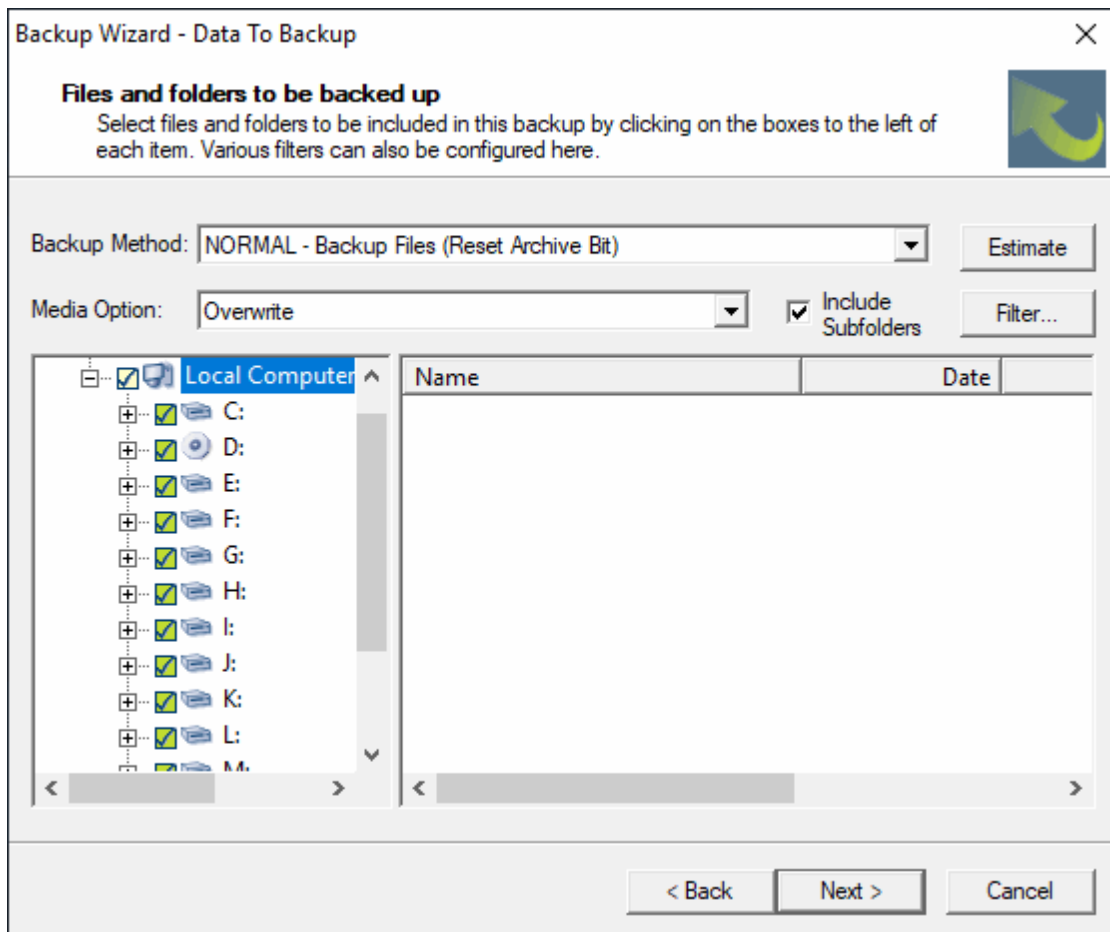 Backup Wizard - Data To Backup
Files and folders to be backed up
Select files and folders to be included in this backup by clicking on the boxes to the left of
each item. Various filters can also be configured here.
Backup Method: NORMAL - Backup Files (Reset Archive Bit) Estimate
Media Option: Overwrite Include Subfolders Filter...
Local Computer Name Date
C:
D:
E:
F:
G:
H:
I:
J:
K:
L:
M:
< Back Next > Cancel